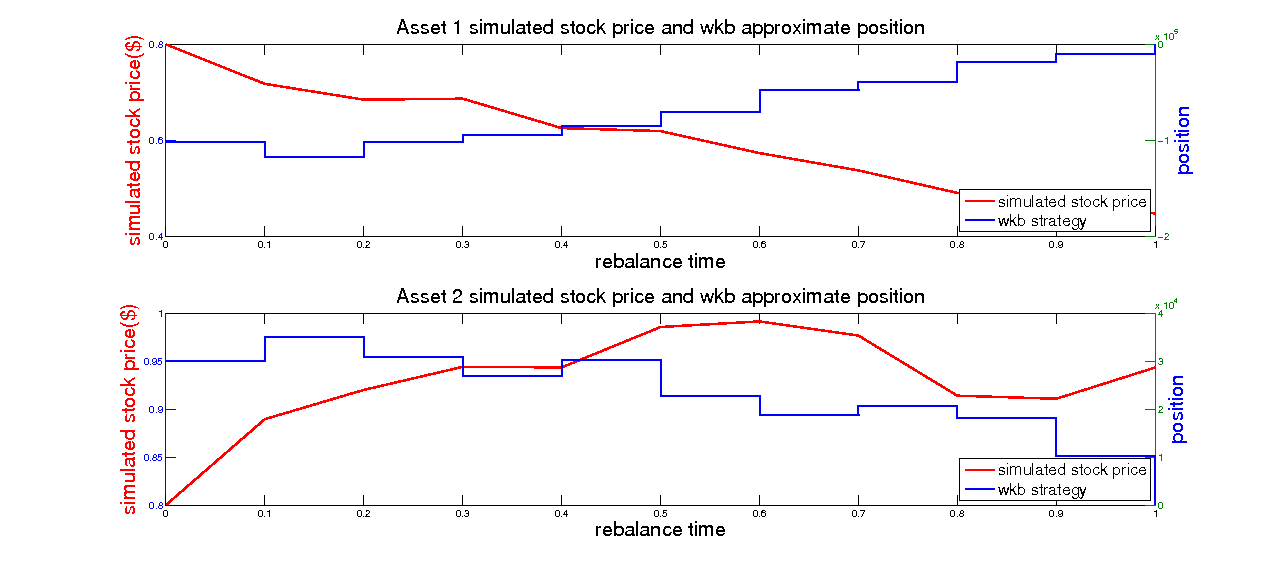 Asset 1 simulated stock price and wkb approximate position
simulated stock price($)
0.8
0.6
0.4
x 10^5
0
-1
-2
position
simulated stock price
wkb strategy
0 0.1 0.2 0.3 0.4 0.5 0.6 0.7 0.8 0.9 1
rebalance time
Asset 2 simulated stock price and wkb approximate position
simulated stock price($)
1
0.95
0.9
0.85
0.8
x 10^4
4
3
2
1
0
position
simulated stock price
wkb strategy
0 0.1 0.2 0.3 0.4 0.5 0.6 0.7 0.8 0.9 1
rebalance time